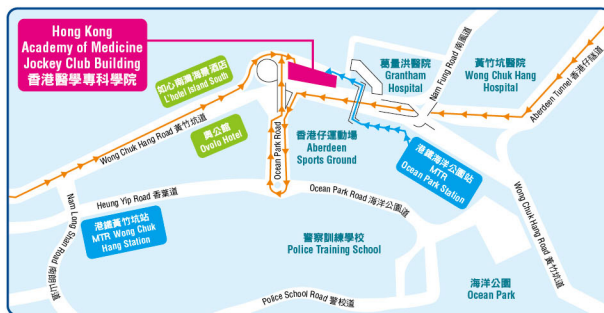 Hong Kong
Academy of Medicine
Jockey Club Building
香港醫學專科學院
如心南灣海景酒店
L'hotel Island South
奧公館
Ovolo Hotel
Wong Chuk Hang Road 黃竹坑道
Ocean Park Road
葛量洪醫院
Grantham
Hospital
Nam Fung Road 南風道
黃竹坑醫院
Wong Chuk Hang
Hospital
Aberdeen Tunnel 香港仔隧道
香港仔運動場
Aberdeen
Sports Ground
港鐵海洋公園站
MTR
Ocean Park Station
Heung Yip Road 香葉道
Ocean Park Road 海洋公園道
Nam Long Shan Road 南朗山道
港鐵黃竹坑站
MTR Wong Chuk
Hang Station
警察訓練學校
Police Training School
Wong Chuk Hang Road 黃竹坑道
海洋公園
Ocean Park
Police School Road 警校道